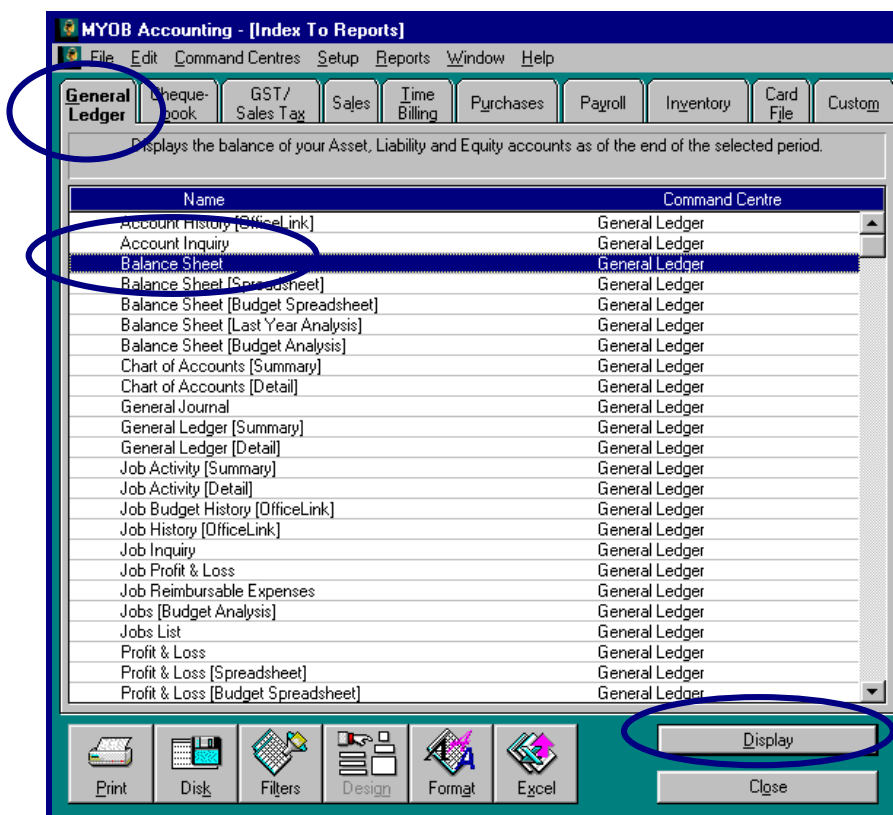 MYOB Accounting - [Index To Reports]
File Edit Command Centres Setup Reports Window Help
General Ledger
Cheque-book
GST/ Sales Tax
Sales
Time Billing
Purchases
Payroll
Inventory
Card File
Custom
Displays the balance of your Asset, Liability and Equity accounts as of the end of the selected period.
Name Command Centre
Account History [OfficeLink] General Ledger
Account Inquiry General Ledger
Balance Sheet General Ledger
Balance Sheet [Spreadsheet] General Ledger
Balance Sheet [Budget Spreadsheet] General Ledger
Balance Sheet [Last Year Analysis] General Ledger
Balance Sheet [Budget Analysis] General Ledger
Chart of Accounts [Summary] General Ledger
Chart of Accounts [Detail] General Ledger
General Journal General Ledger
General Ledger [Summary] General Ledger
General Ledger [Detail] General Ledger
Job Activity [Summary] General Ledger
Job Activity [Detail] General Ledger
Job Budget History [OfficeLink] General Ledger
Job History [OfficeLink] General Ledger
Job Inquiry General Ledger
Job Profit & Loss General Ledger
Job Reimbursable Expenses General Ledger
Jobs [Budget Analysis] General Ledger
Jobs List General Ledger
Profit & Loss General Ledger
Profit & Loss [Spreadsheet] General Ledger
Profit & Loss [Budget Spreadsheet] General Ledger
Display
Print Disk Filters Design Format Excel Close